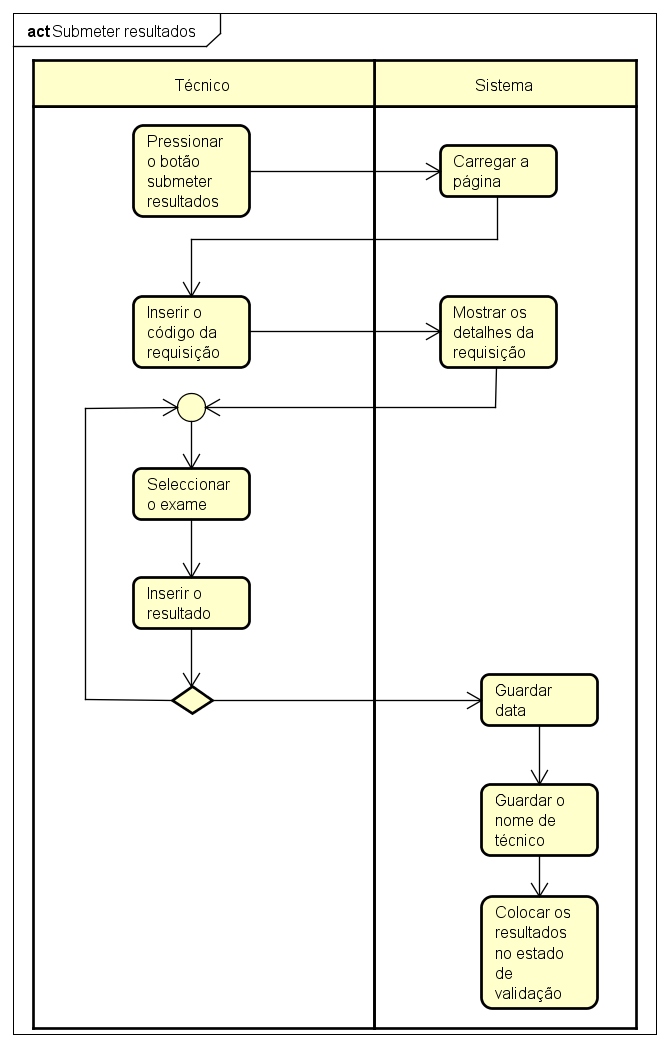 act Submeter resultados
Técnico
Sistema
Pressionar
o botão
submeter
resultados
Carregar a
página
Inserir o
código da
requisição
Mostrar os
detalhes da
requisição
Seleccionar
o exame
Inserir o
resultado
Guardar
data
Guardar o
nome de
técnico
Colocar os
resultados
no estado
de
validação